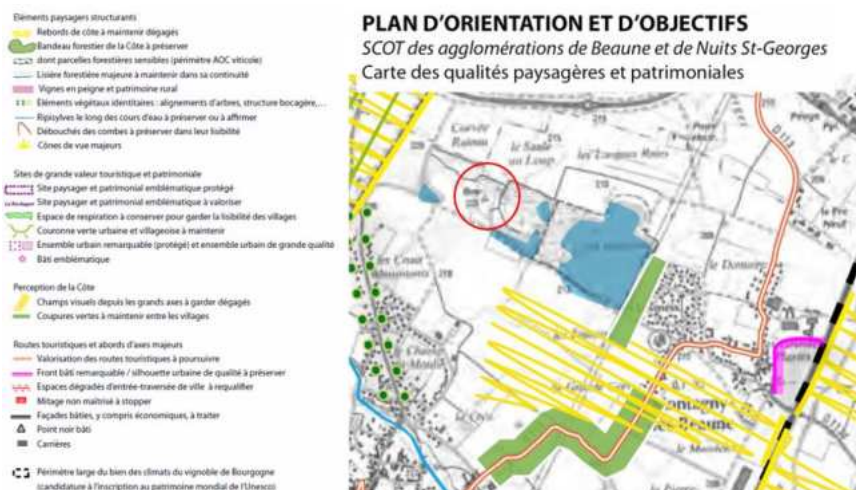 Eléments paysagers structurants
Rebords de côte à maintenir dégagés
Bandeau forestier de la Côte à préserver
dont parcelles forestières sensibles (périmètre AOC viticole)
Lisière forestière majeure à maintenir dans sa continuité
Vignes en peigne et patrimoine rural
Eléments végétaux identitaires : alignements d'arbres, structure bocagère,...
Ripisylves le long des cours d'eau à préserver ou à affirmer
Débouchés des combes à préserver dans leur lisibilité
Cônes de vue majeurs
Sites de grande valeur touristique et patrimoniale
Site paysager et patrimonial emblématique protégé
Site paysager et patrimonial emblématique à valoriser
Espace de respiration à conserver pour garder la lisibilité des villages
Couronne verte urbaine et villageoise à maintenir
Ensemble urbain remarquable (protégé) et ensemble urbain de grande qualité
Bâti emblématique
Perception de la Côte
Champs visuels depuis les grands axes à garder dégagés
Coupures vertes à maintenir entre les villages
Routes touristiques et abords d'axes majeurs
Valorisation des routes touristiques à poursuivre
Front bâti remarquable / silhouette urbaine de qualité à préserver
Espaces dégradés d'entrée-traversée de ville à requalifier
Mitage non maîtrisé à stopper
Façades bâties, y compris économiques, à traiter
Point noir bâti
Carrières
Périmètre large du bien des climats du vignoble de Bourgogne
(candidature à l'inscription au patrimoine mondial de l'Unesco)
PLAN D'ORIENTATION ET D'OBJECTIFS
SCOT des agglomérations de Beaune et de Nuits St-Georges
Carte des qualités paysagères et patrimoniales
le Saule
au Loup
D 113
le Pré
Neuf